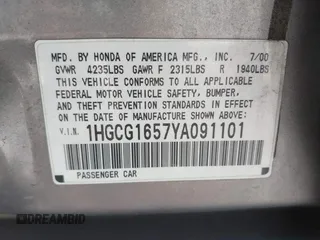 MFD. BY HONDA OF AMERICA MFG., INC. 7/00
GVWR 4235LBS GAWR F 2315LBS R 1940LBS
THIS VEHICLE CONFORMS TO ALL APPLICABLE
FEDERAL MOTOR VEHICLE SAFETY, BUMPER,
AND THEFT PREVENTION STANDARDS IN EFFECT
ON THE DATE OF MANUFACTURE SHOWN ABOVE.
V.I.N. 1HGCG1657YA091101
PASSENGER CAR
DREAMBID